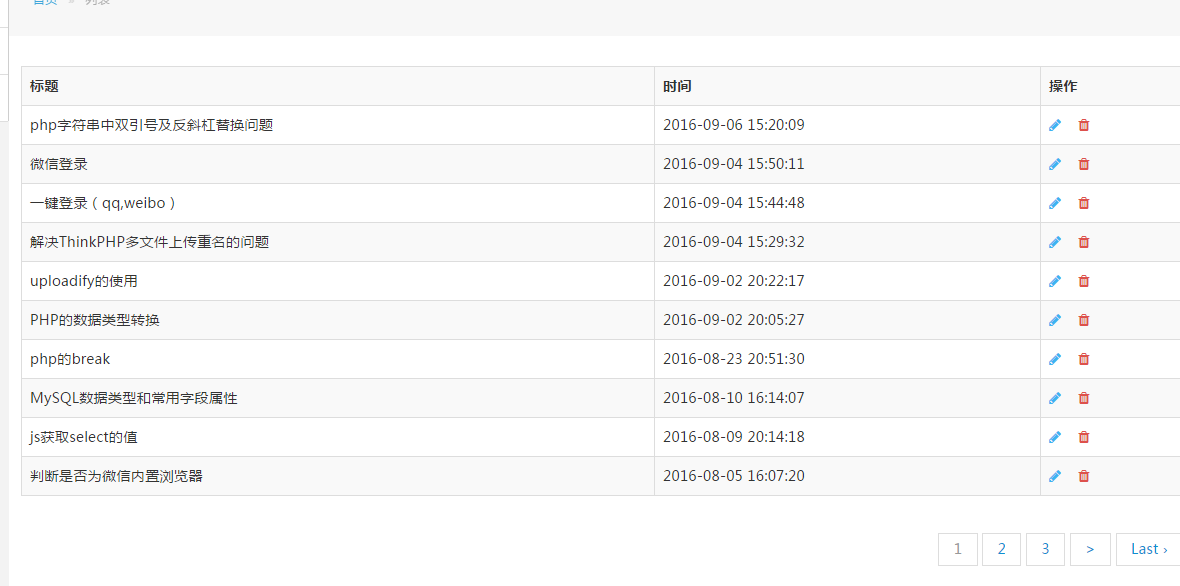 首页 » 列表
标题 时间 操作
php字符串中双引号及反斜杠替换问题 2016-09-06 15:20:09
微信登录 2016-09-04 15:50:11
一键登录（qq,weibo） 2016-09-04 15:44:48
解决ThinkPHP多文件上传重名的问题 2016-09-04 15:29:32
uploadify的使用 2016-09-02 20:22:17
PHP的数据类型转换 2016-09-02 20:05:27
php的break 2016-08-23 20:51:30
MySQL数据类型和常用字段属性 2016-08-10 16:14:07
js获取select的值 2016-08-09 20:14:18
判断是否为微信内置浏览器 2016-08-05 16:07:20
1 2 3 > Last ›